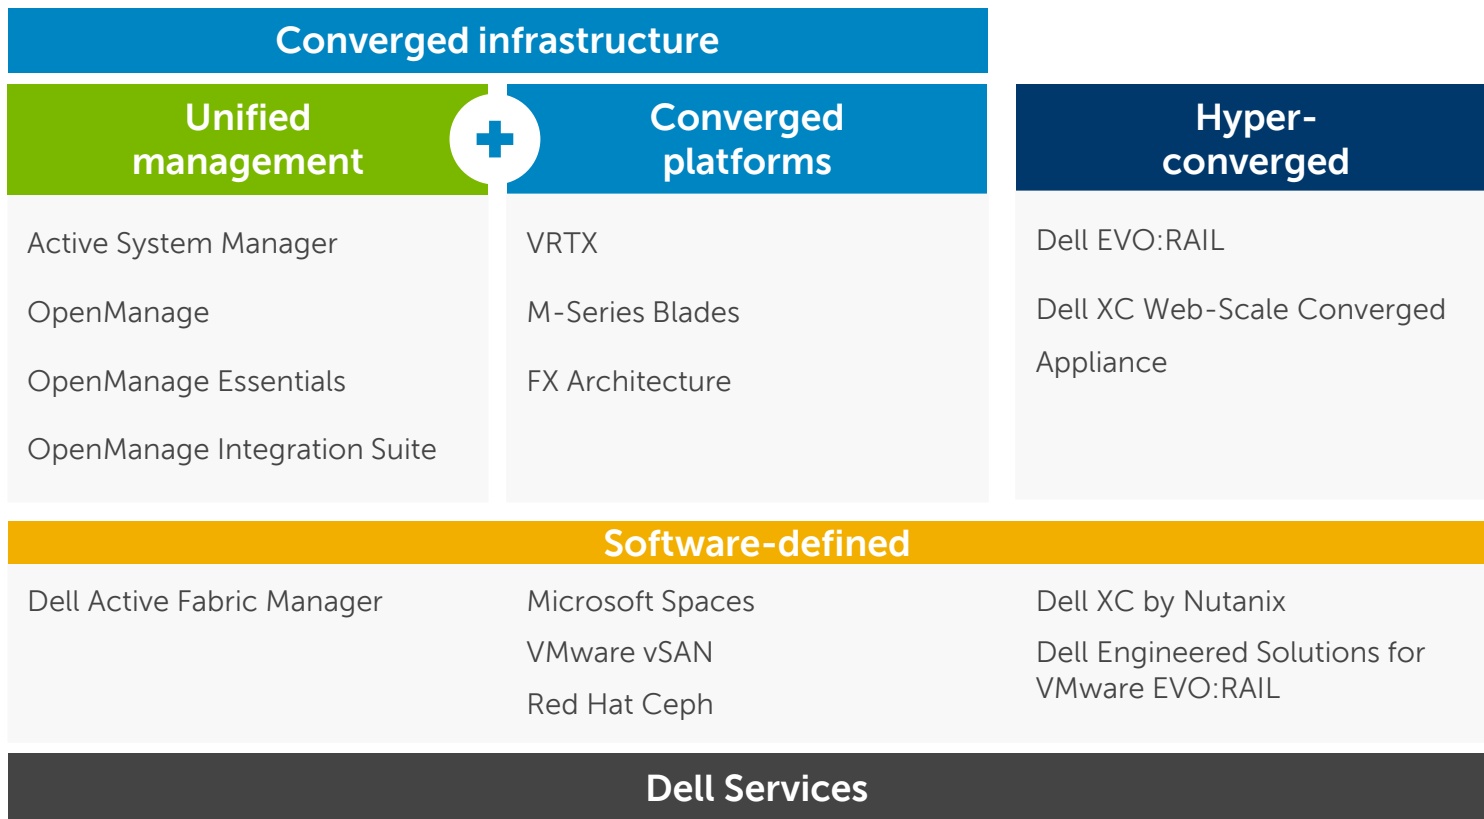 Converged infrastructure
Unified
management
Converged
platforms
Hyper-
converged
Active System Manager
OpenManage
OpenManage Essentials
OpenManage Integration Suite
VRTX
M-Series Blades
FX Architecture
Dell EVO:RAIL
Dell XC Web-Scale Converged
Appliance
Software-defined
Dell Active Fabric Manager
Microsoft Spaces
VMware vSAN
Red Hat Ceph
Dell XC by Nutanix
Dell Engineered Solutions for
VMware EVO:RAIL
Dell Services